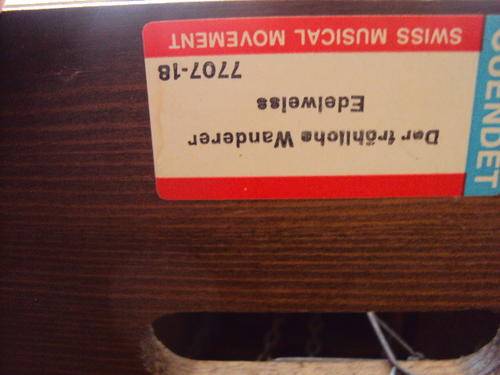 SWISS MUSICAL MOVEMENT
Der fröhliche Wanderer
Edelweiss
7707-18